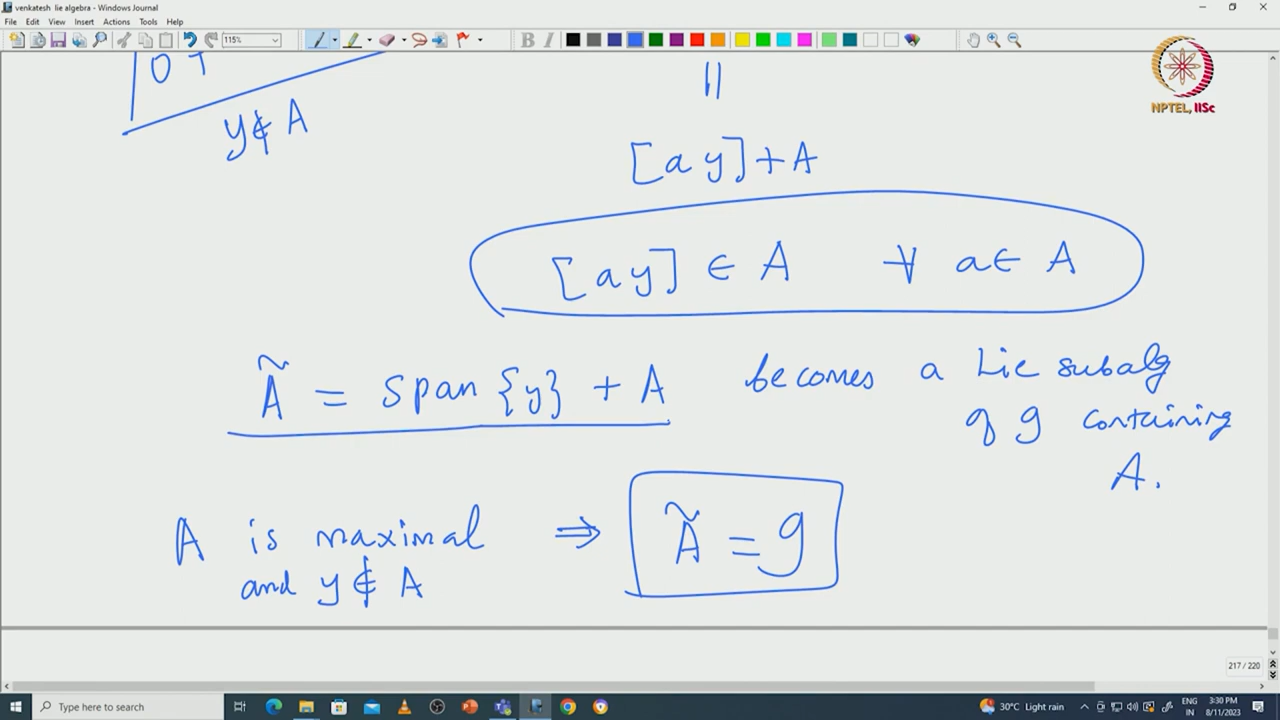 venkatesh lie algebra - Windows Journal
File Edit View Insert Actions Tools Help
115%
B I
NPTEL, IISc
y ∉ A
||
[a y] + A
[a y] ∈ A ∀ a ∈ A
Ã = span {y} + A becomes a Lie subalg
of g containing
A.
A is maximal ⇒ Ã = g
and y ∉ A
217 / 220
Type here to search
30°C Light rain
ENG
IN
3:30 PM
8/11/2023